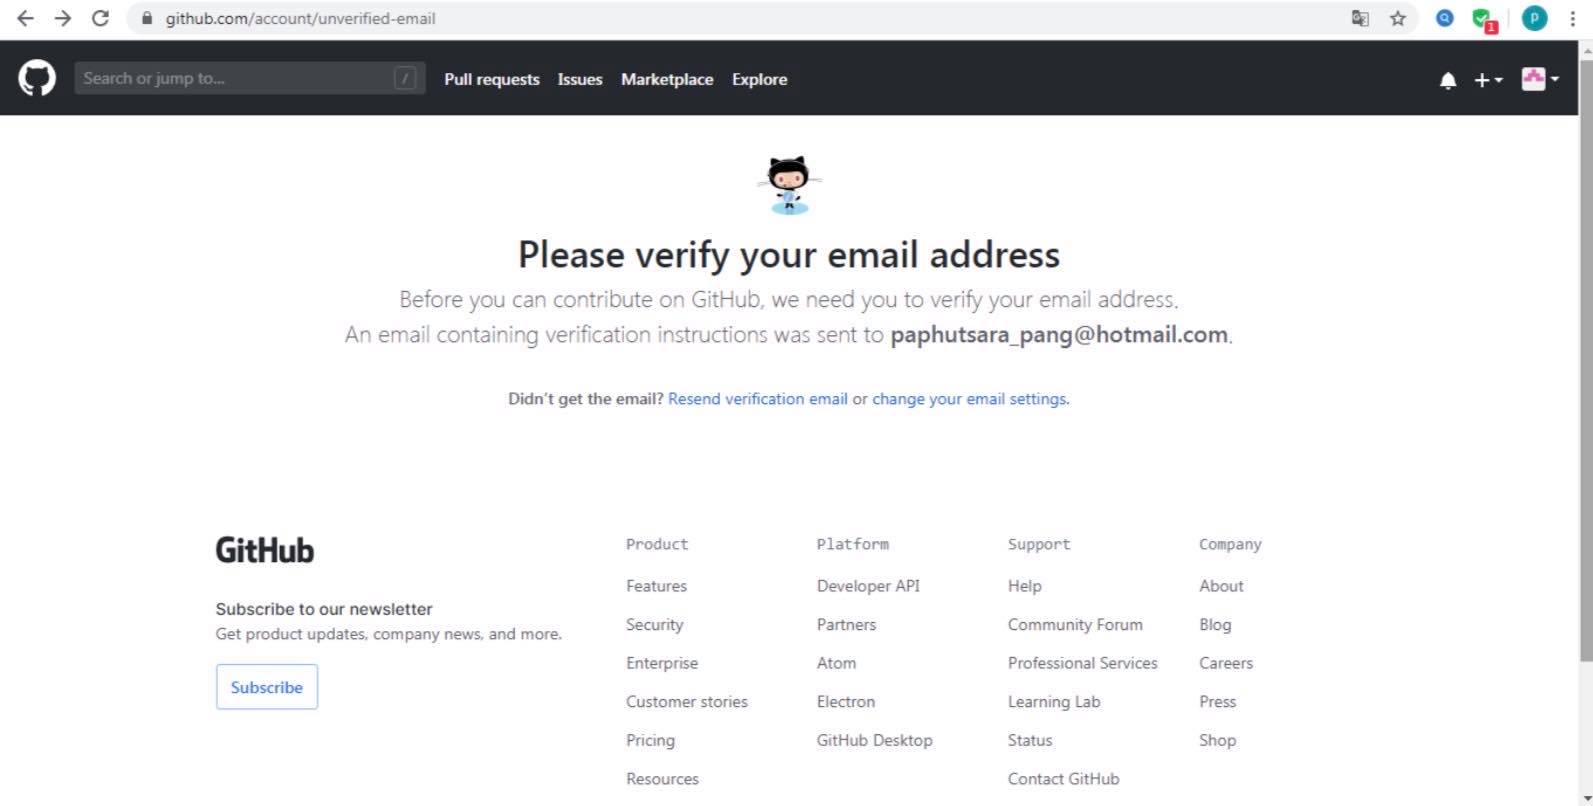 github.com/account/unverified-email
1
P
Search or jump to...
/
Pull requests
Issues
Marketplace
Explore
Please verify your email address
Before you can contribute on GitHub, we need you to verify your email address.
An email containing verification instructions was sent to paphutsara_pang@hotmail.com.
Didn't get the email? Resend verification email or change your email settings.
GitHub
Subscribe to our newsletter
Get product updates, company news, and more.
Subscribe
Product
Features
Security
Enterprise
Customer stories
Pricing
Resources
Platform
Developer API
Partners
Atom
Electron
GitHub Desktop
Support
Help
Community Forum
Professional Services
Learning Lab
Status
Contact GitHub
Company
About
Blog
Careers
Press
Shop